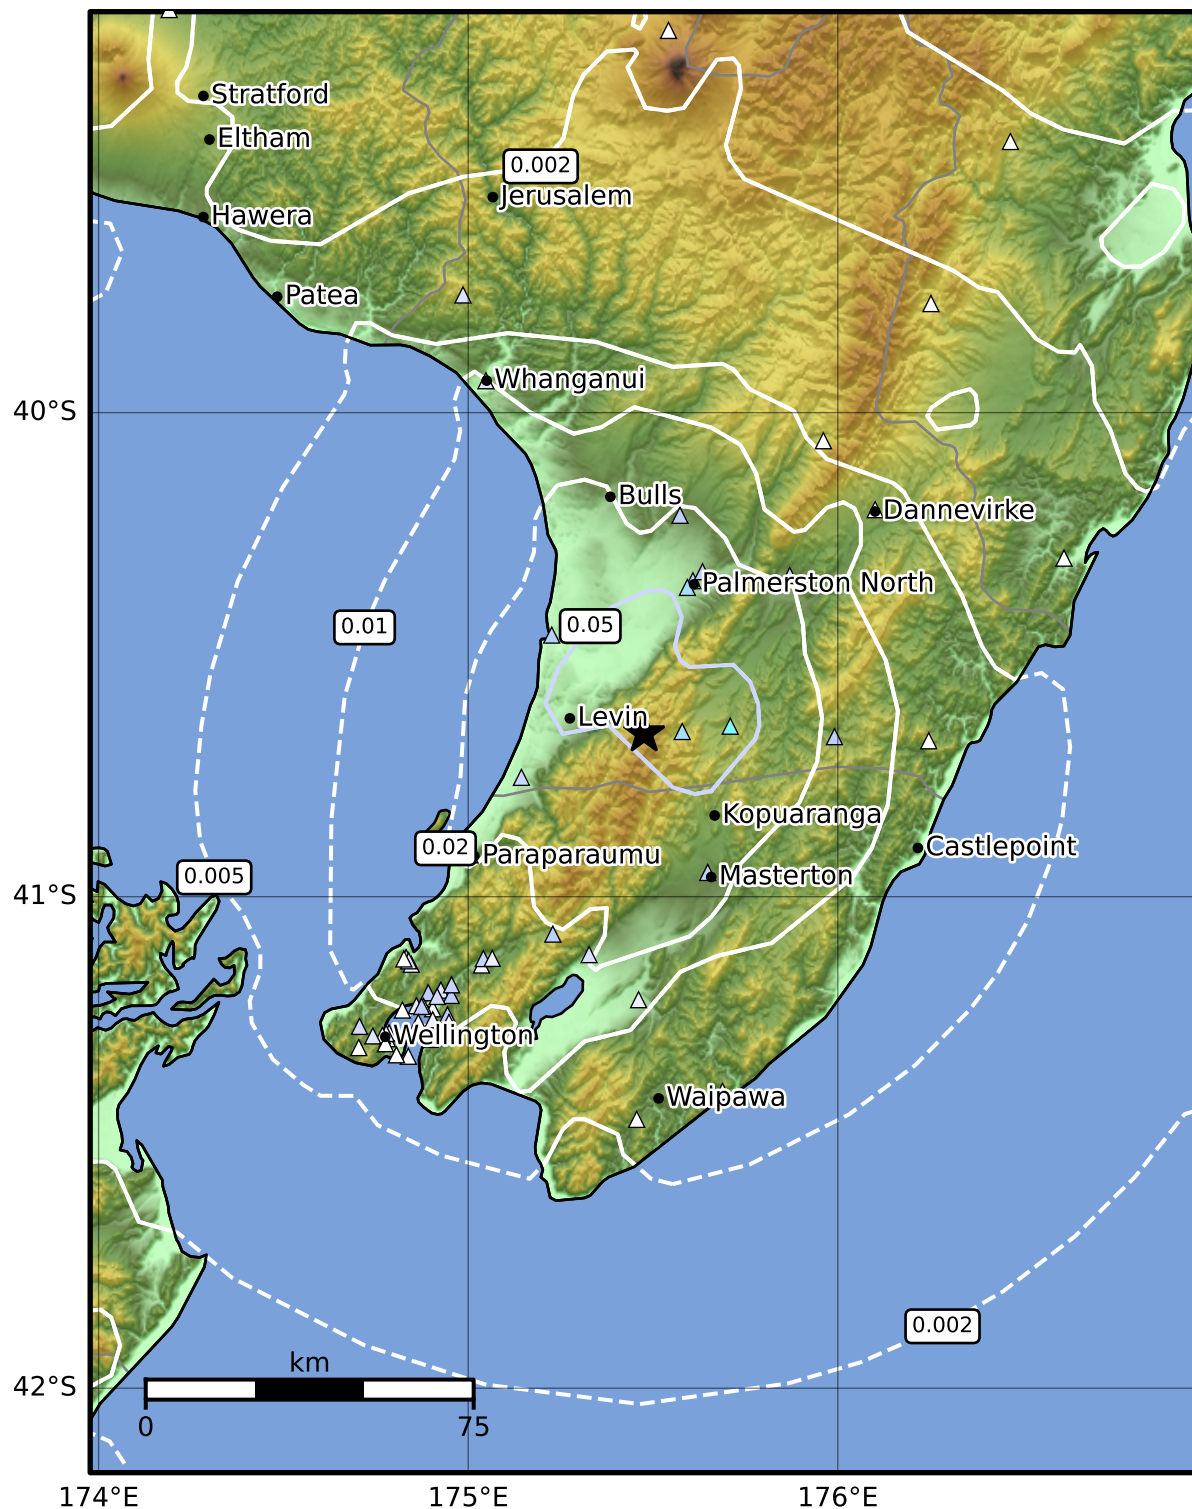 Stratford
Eltham
0.002
Jerusalem
Hawera
Patea
Whanganui
40°S
Bulls
Dannevirke
Palmerston North
0.05
0.01
Levin
Kopuaranga
0.02
Paraparaumu
Castlepoint
0.005
Masterton
41°S
Wellington
Waipawa
0.002
km
42°S
0
75
174°E
175°E
176°E